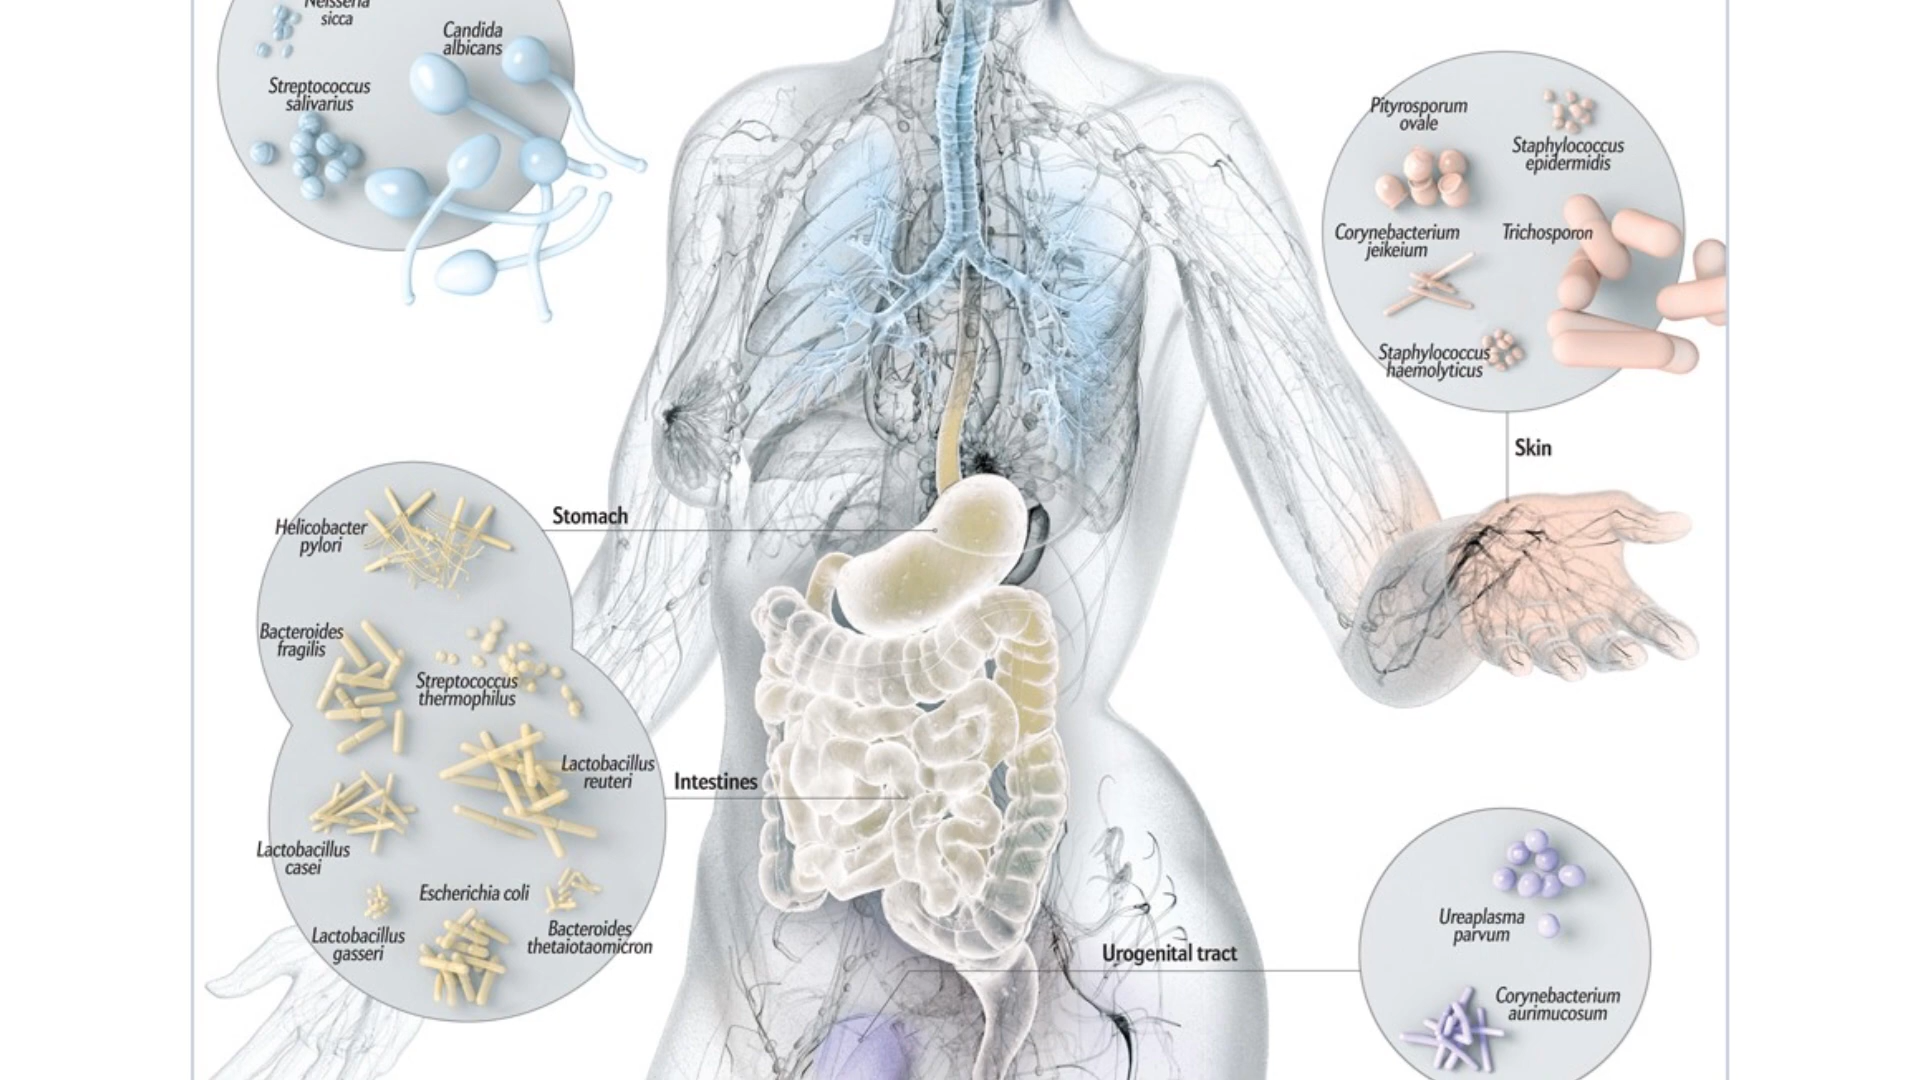 Neisseria
sicca
Candida
albicans
Streptococcus
salivarius
Pityrosporum
ovale
Staphylococcus
epidermidis
Corynebacterium
jeikeium
Trichosporon
Staphylococcus
haemolyticus
Skin
Stomach
Helicobacter
pylori
Bacteroides
fragilis
Streptococcus
thermophilus
Lactobacillus
reuteri
Intestines
Lactobacillus
casei
Escherichia coli
Lactobacillus
gasseri
Bacteroides
thetaiotaomicron
Urogenital tract
Ureaplasma
parvum
Corynebacterium
aurimucosum